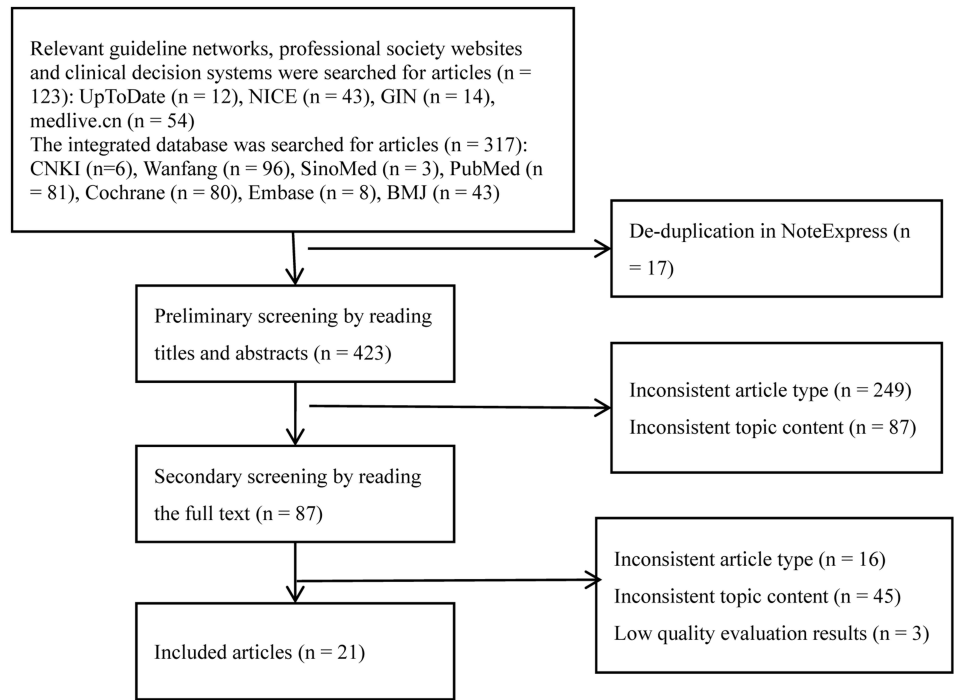 Relevant guideline networks, professional society websites
and clinical decision systems were searched for articles (n =
123): UpToDate (n = 12), NICE (n = 43), GIN (n = 14),
medlive.cn (n = 54)
The integrated database was searched for articles (n = 317):
CNKI (n=6), Wanfang (n = 96), SinoMed (n = 3), PubMed (n
= 81), Cochrane (n = 80), Embase (n = 8), BMJ (n = 43)
De-duplication in NoteExpress (n
= 17)
Preliminary screening by reading
titles and abstracts (n = 423)
Inconsistent article type (n = 249)
Inconsistent topic content (n = 87)
Secondary screening by reading
the full text (n = 87)
Inconsistent article type (n = 16)
Inconsistent topic content (n = 45)
Low quality evaluation results (n = 3)
Included articles (n = 21)